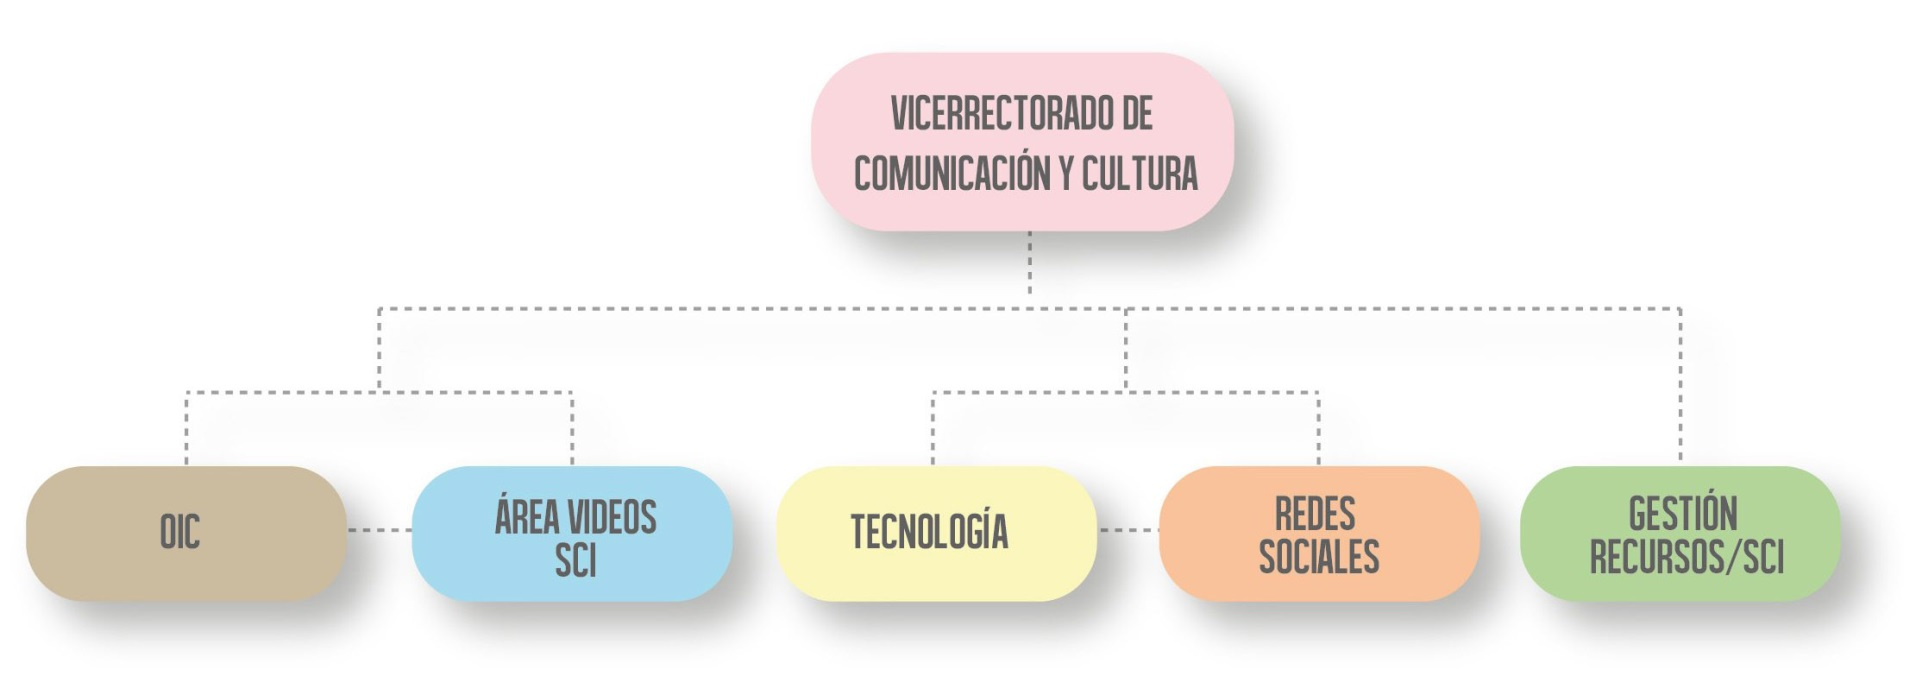 VICERRECTORADO DE
COMUNICACIÓN Y CULTURA
OIC
ÁREA VIDEOS
SCI
TECNOLOGÍA
REDES
SOCIALES
GESTIÓN
RECURSOS/SCI